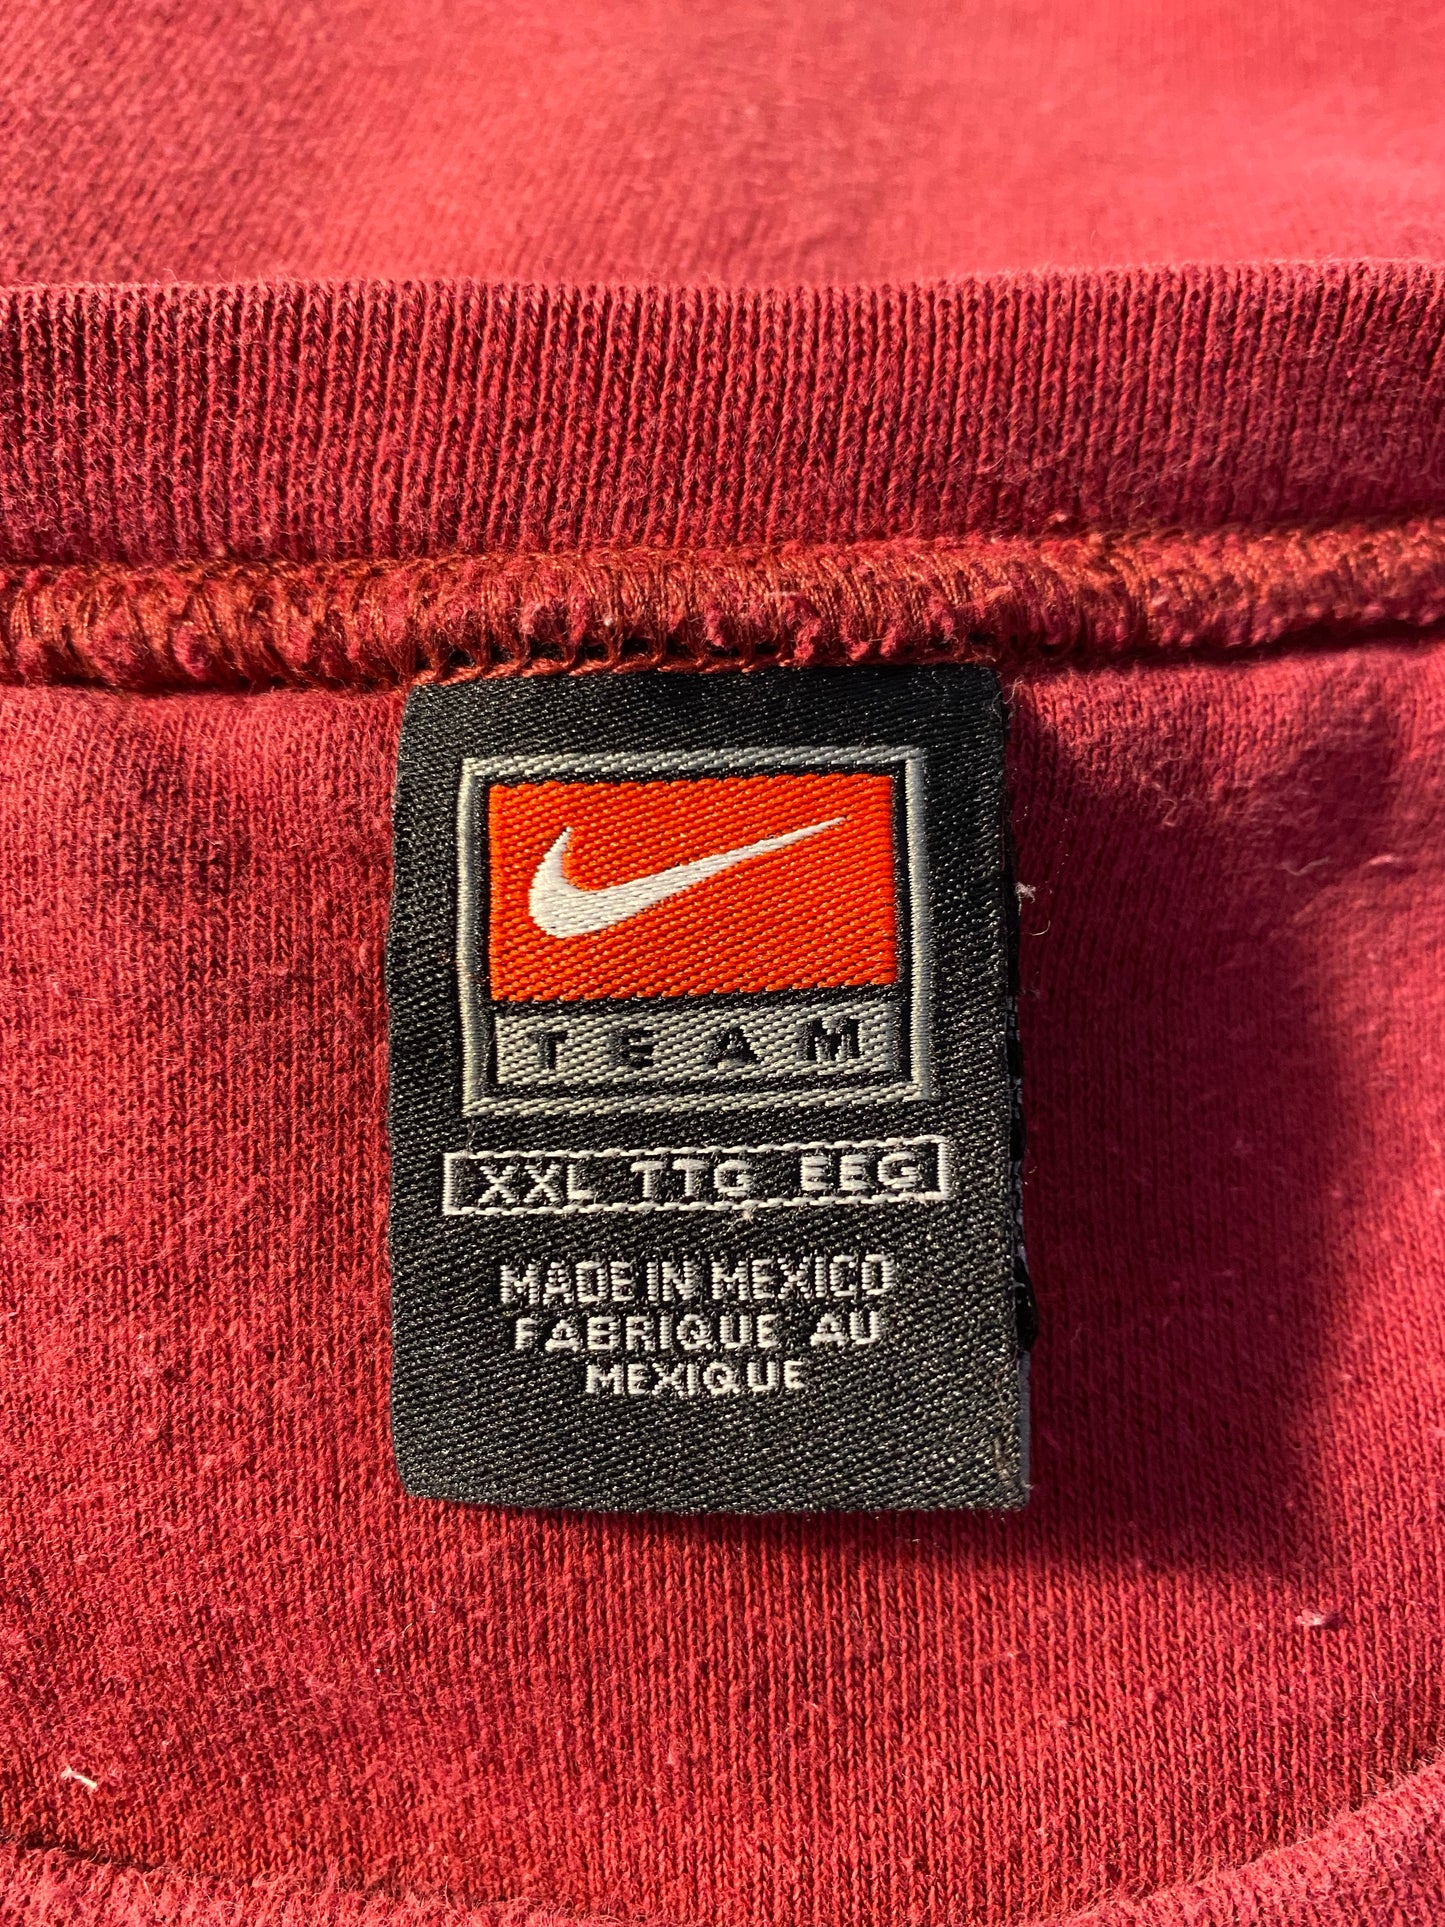 TEAM
XXL TTG EEG
MADE IN MEXICO
FABRIQUE AU
MEXIQUE